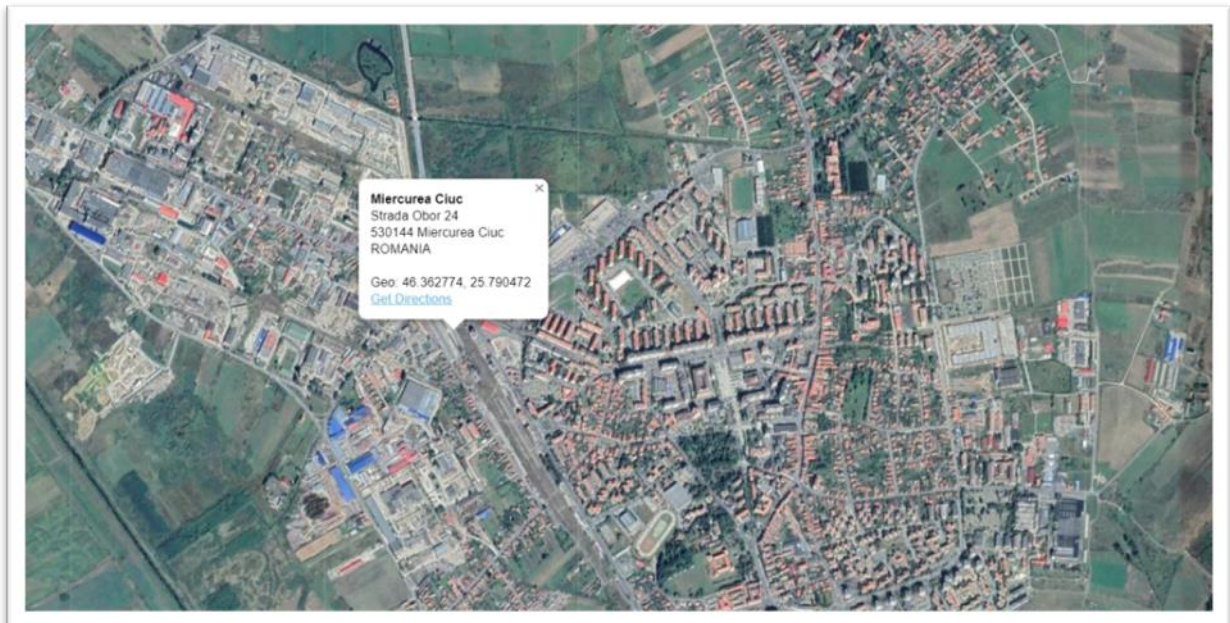 Miercurea Ciuc
Strada Obor 24
530144 Miercurea Ciuc
ROMANIA
Geo: 46.362774, 25.790472
Get Directions